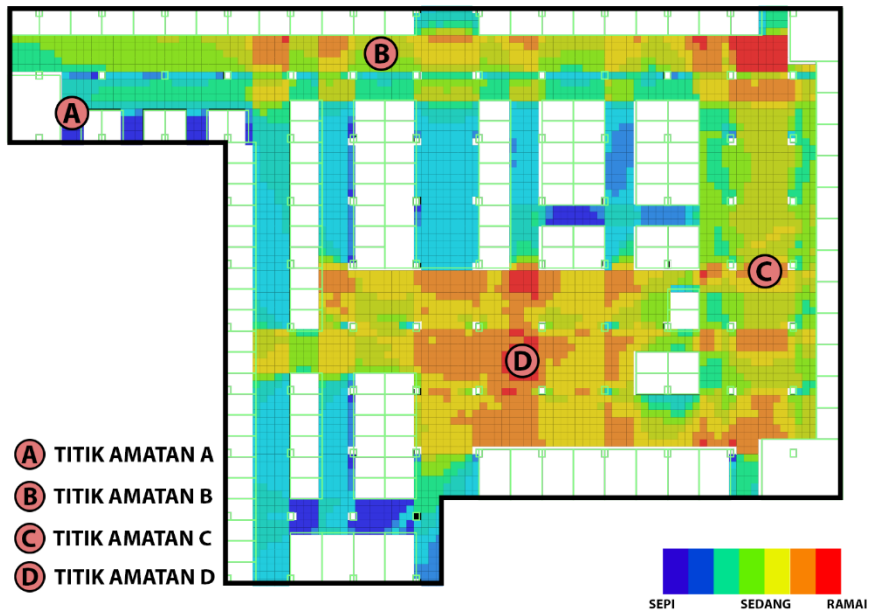 B
A
C
D
A TITIK AMATAN A
B TITIK AMATAN B
C TITIK AMATAN C
D TITIK AMATAN D
SEPI SEDANG RAMAI